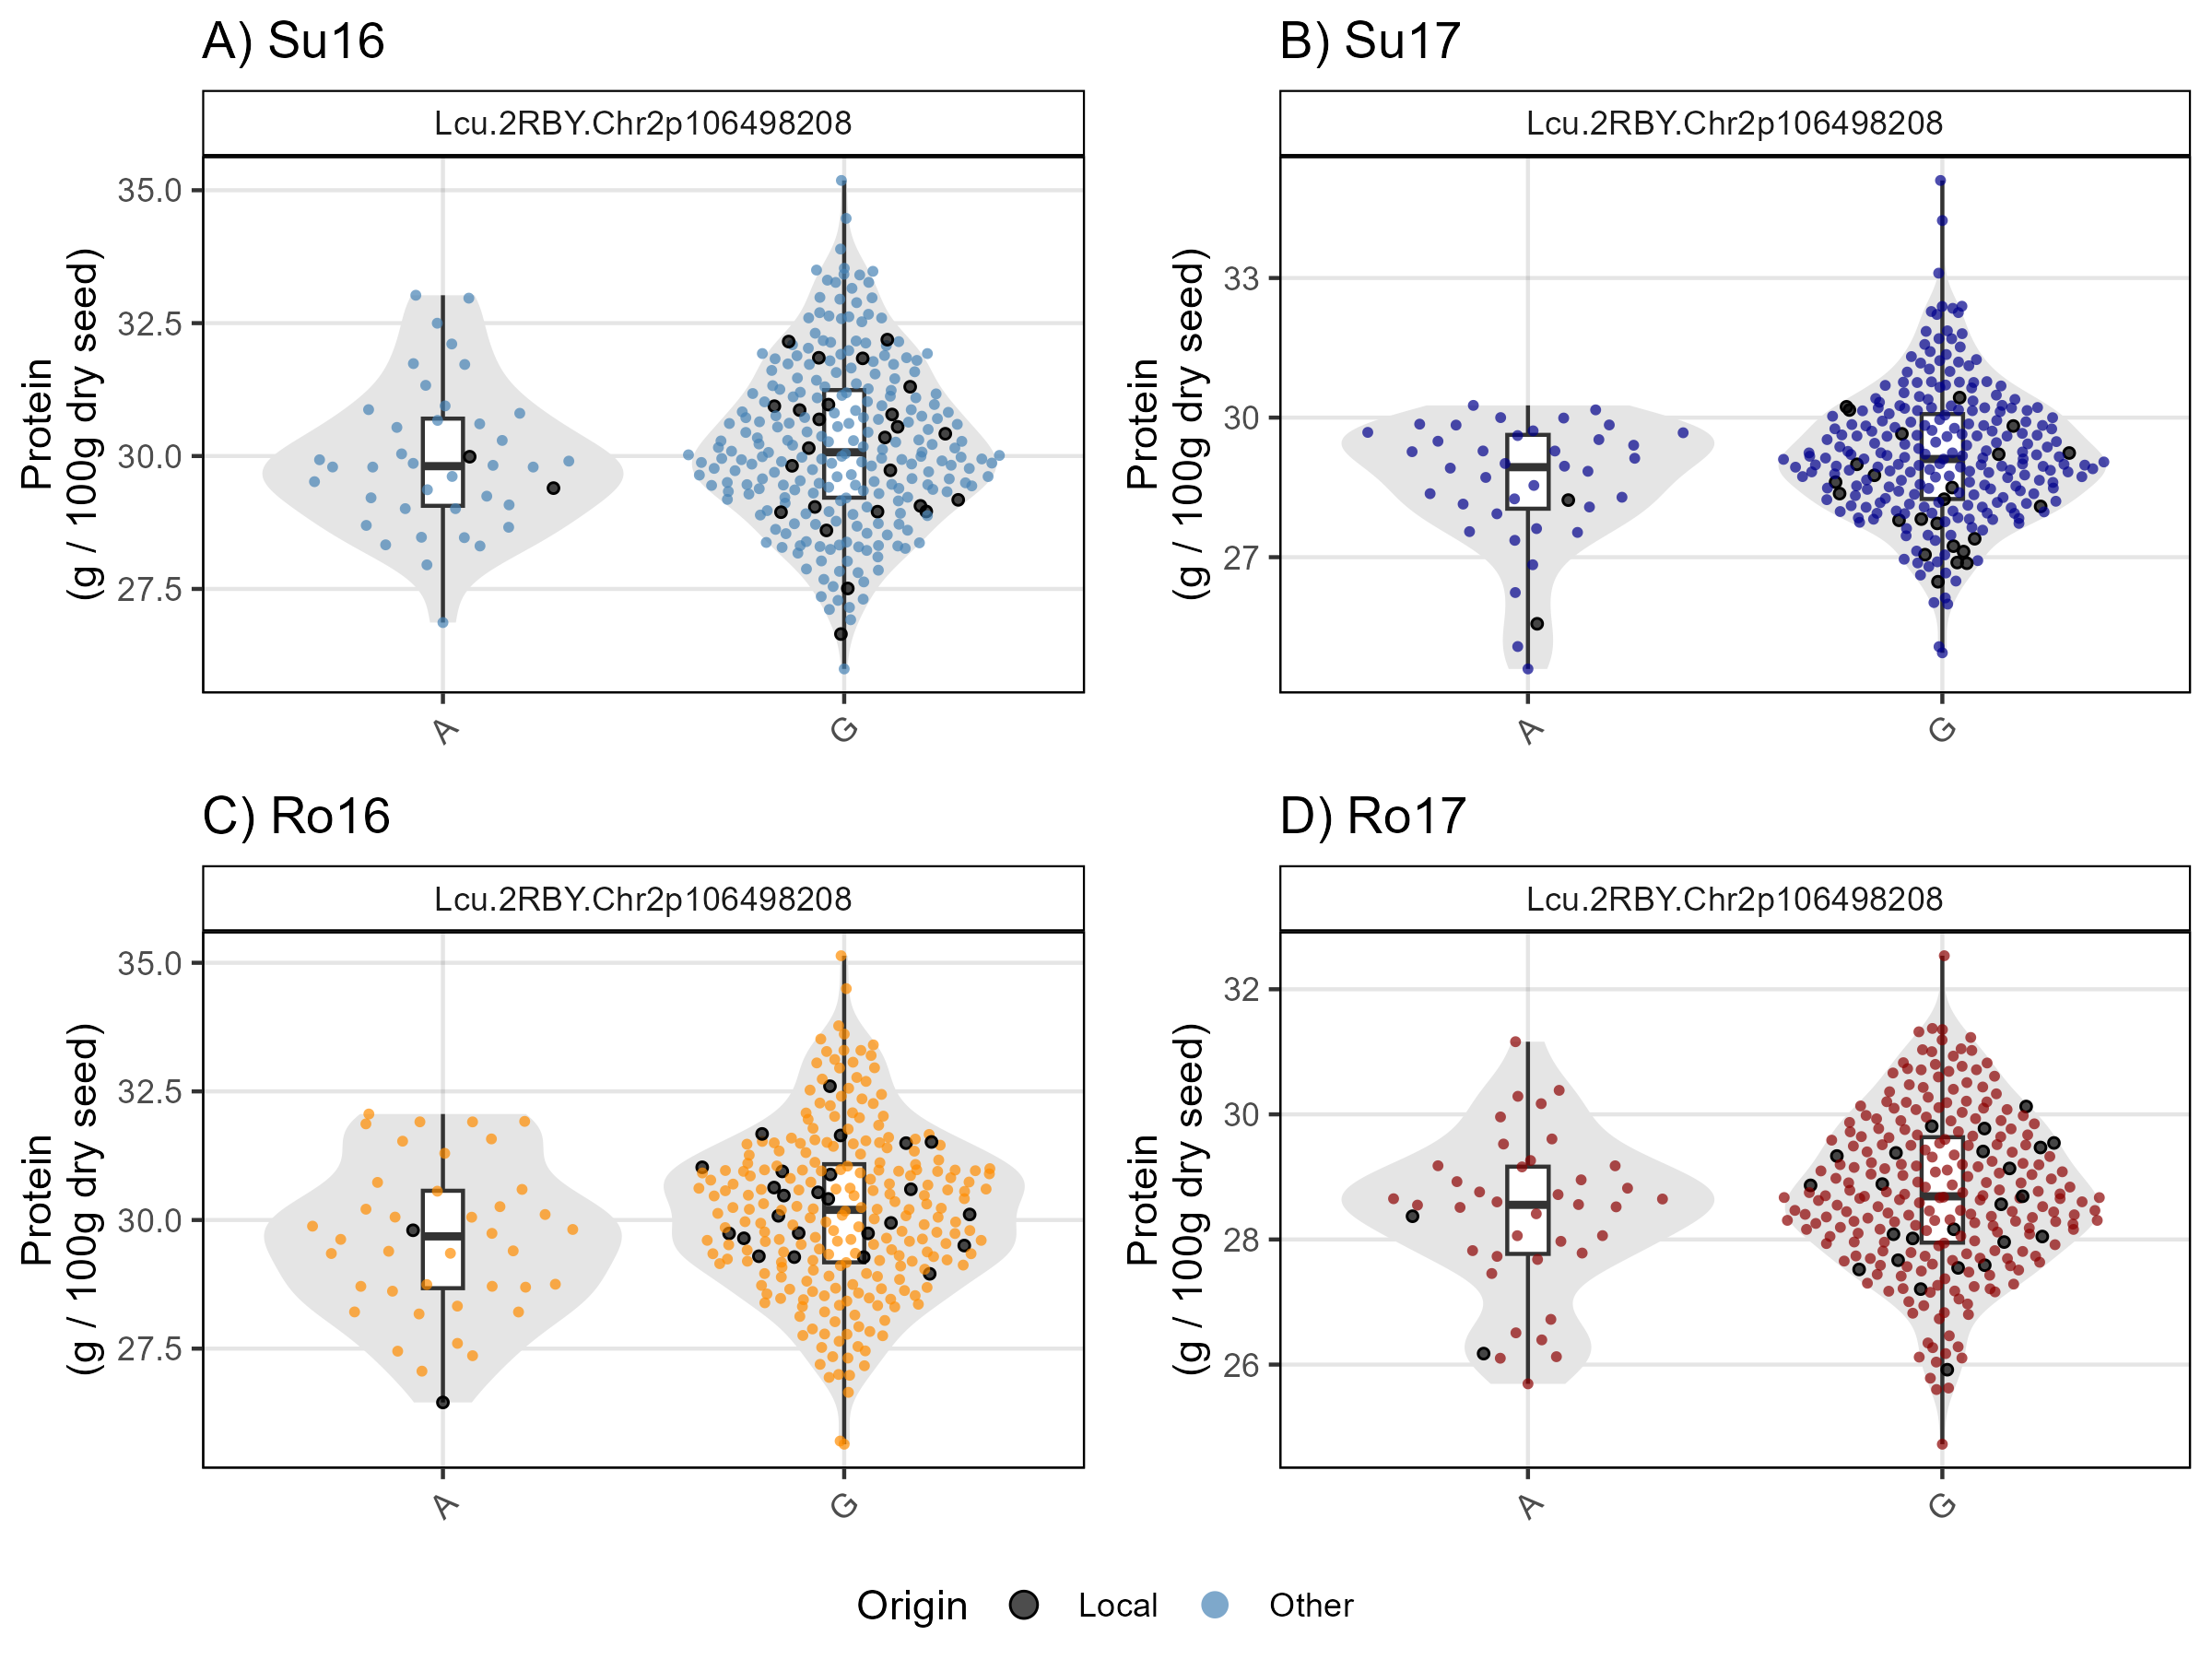 A) Su16
Lcu.2RBY.Chr2p106498208
Protein
(g / 100g dry seed)
35.0
32.5
30.0
27.5
A
G
B) Su17
Lcu.2RBY.Chr2p106498208
Protein
(g / 100g dry seed)
33
30
27
A
G
C) Ro16
Lcu.2RBY.Chr2p106498208
Protein
(g / 100g dry seed)
35.0
32.5
30.0
27.5
A
G
D) Ro17
Lcu.2RBY.Chr2p106498208
Protein
(g / 100g dry seed)
32
30
28
26
A
G
Origin Local Other